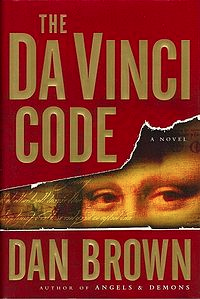 THE
DA VINCI
CODE
A NOVEL
DAN BROWN
AUTHOR OF ANGELS & DEMONS